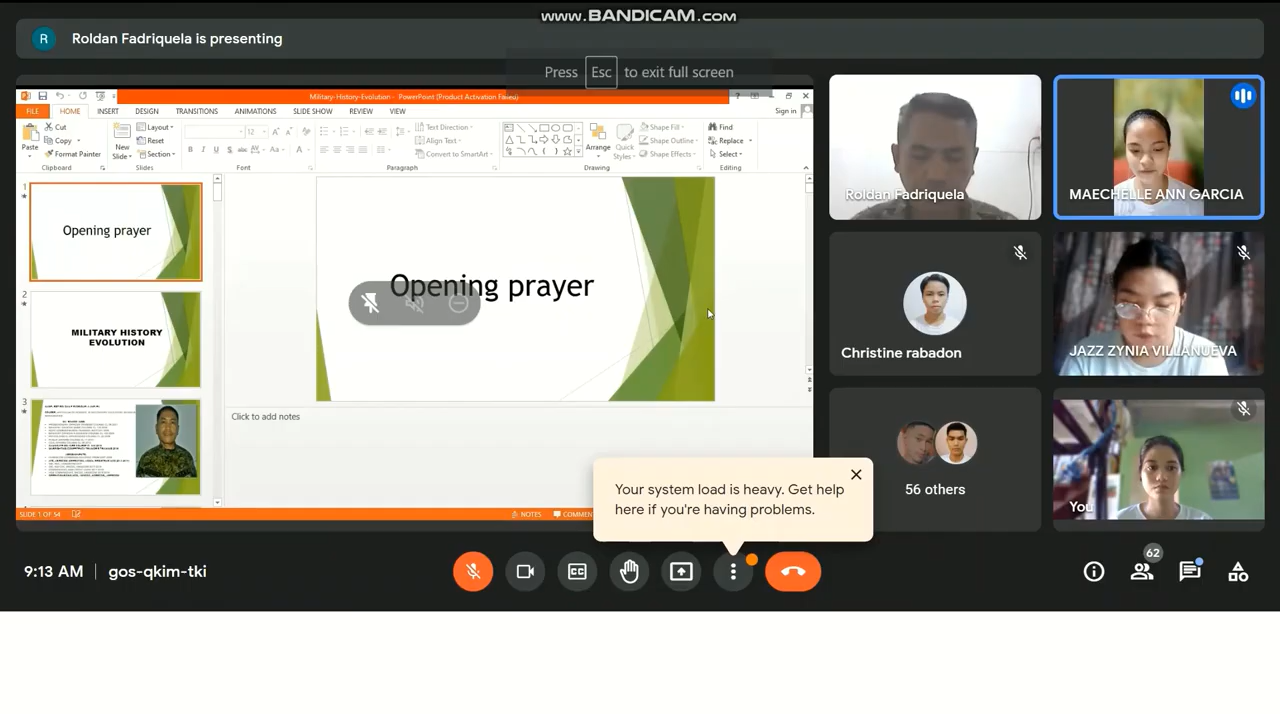 www.BANDICAM.com
R Roldan Fadriquela is presenting
Press Esc to exit full screen
Military-History-Evolution - PowerPoint (Product Activation Failed)
FILE HOME INSERT DESIGN TRANSITIONS ANIMATIONS SLIDE SHOW REVIEW VIEW Sign in
Paste
Cut
Copy
Format Painter
Clipboard
New Slide
Layout
Reset
Section
Slides
12
B I U S
Font
Text Direction
Align Text
Convert to SmartArt
Paragraph
Arrange
Quick Styles
Shape Fill
Shape Outline
Shape Effects
Drawing
Find
Replace
Select
Editing
1
Opening prayer
2
MILITARY HISTORY
EVOLUTION
3
Opening prayer
Click to add notes
SLIDE 1 OF 54
NOTES
Roldan Fadriquela
MAECHELLE ANN GARCIA
Christine rabadon
JAZZ ZYNIA VILLANUEVA
56 others
You
Your system load is heavy. Get help
here if you're having problems.
9:13 AM | gos-qkim-tki
CC
62